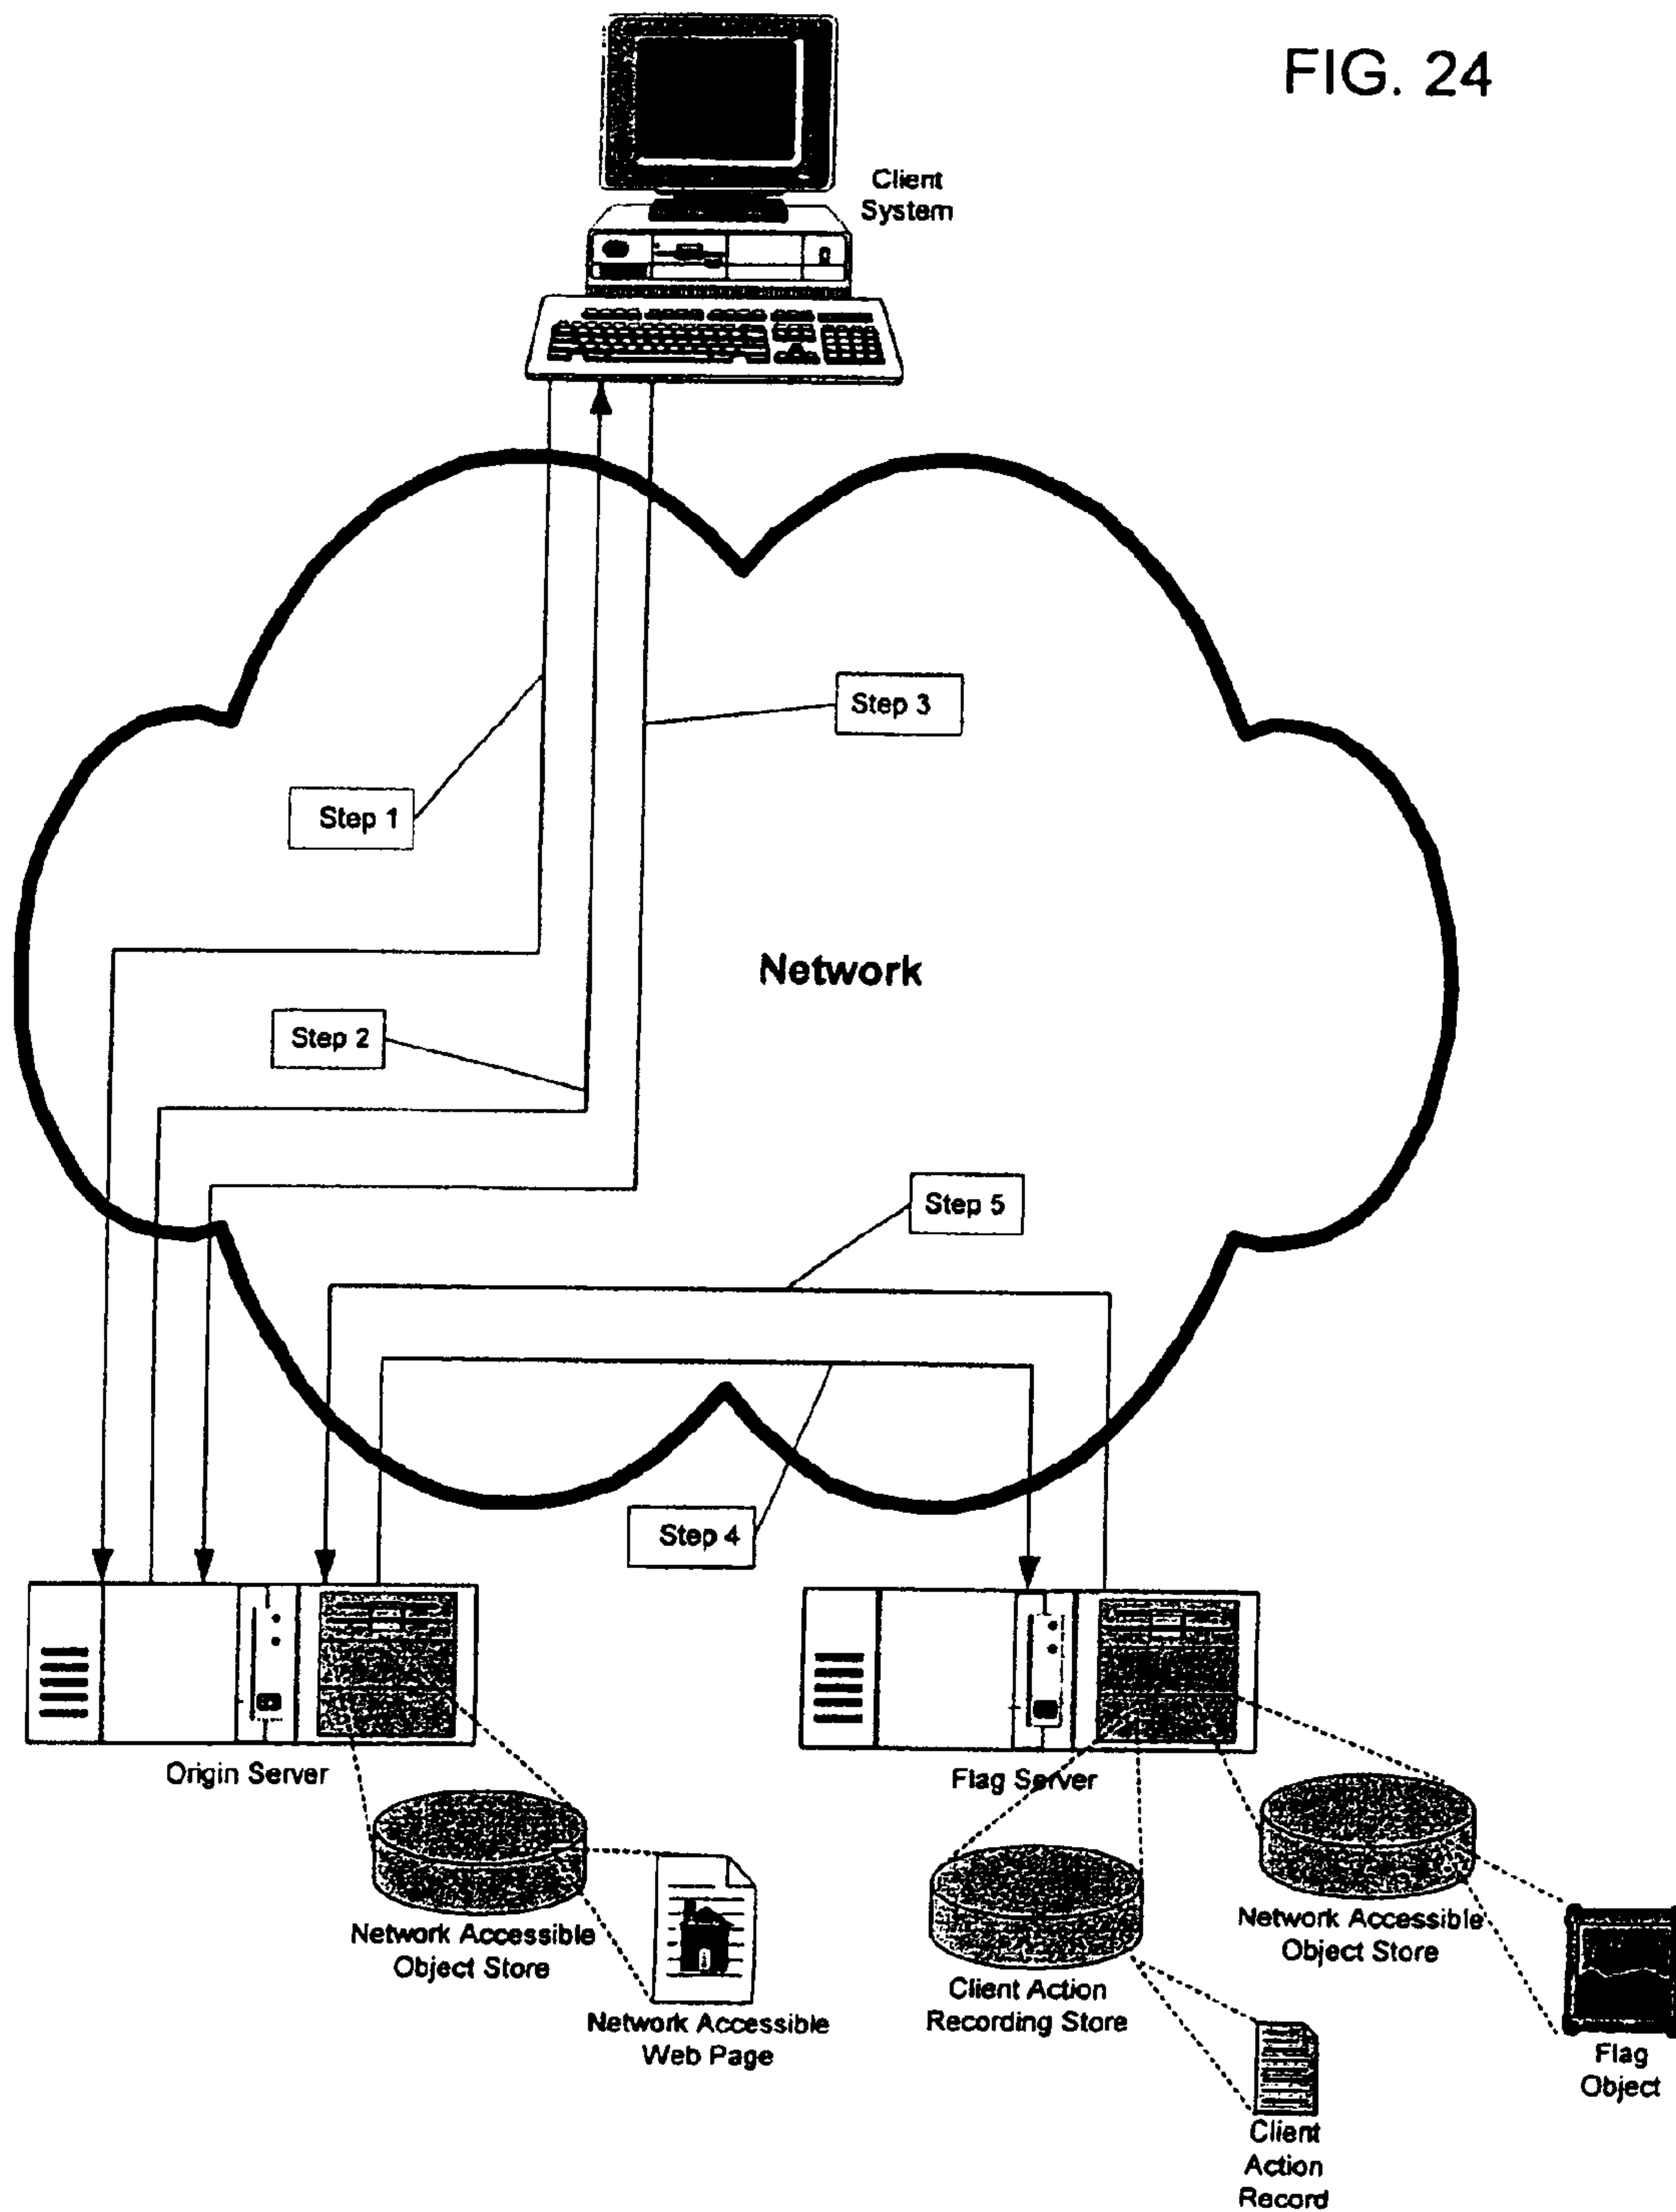 FIG. 24
Client
System
Step 3
Step 1
Network
Step 2
Step 5
Step 4
Origin Server
Flag Server
Network Accessible
Object Store
Network Accessible
Web Page
Client Action
Recording Store
Network Accessible
Object Store
Flag
Object
Client
Action
Record